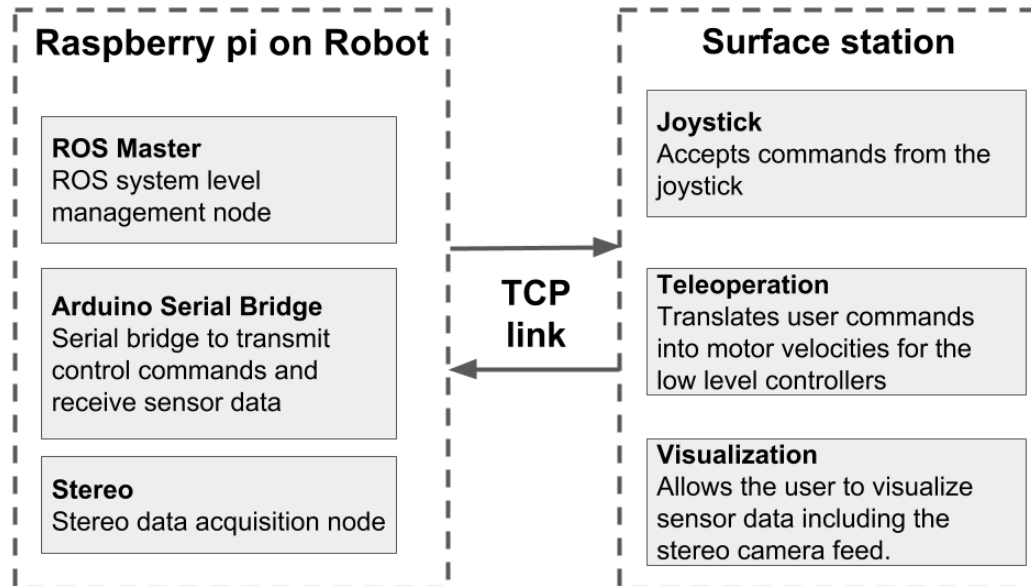 Raspberry pi on Robot
ROS Master
ROS system level
management node
Arduino Serial Bridge
Serial bridge to transmit
control commands and
receive sensor data
Stereo
Stereo data acquisition node
TCP
link
Surface station
Joystick
Accepts commands from the
joystick
Teleoperation
Translates user commands
into motor velocities for the
low level controllers
Visualization
Allows the user to visualize
sensor data including the
stereo camera feed.